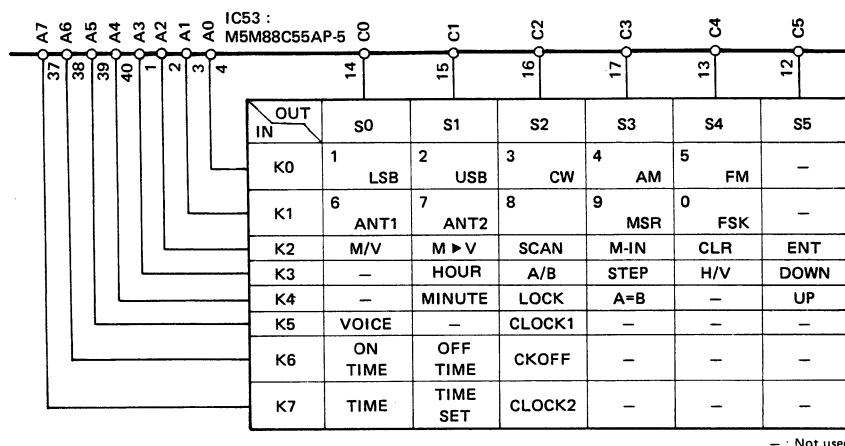 IC53 :
M5M88C55AP-5
A7 A6 A5 A4 A3 A2 A1 A0 C0 C1 C2 C3 C4 C5
37 38 39 40 1 2 3 4 14 15 16 17 13 12
OUT
IN
S0 S1 S2 S3 S4 S5
K0 1 LSB 2 USB 3 CW 4 AM 5 FM –
K1 6 ANT1 7 ANT2 8 9 MSR 0 FSK –
K2 M/V M▶V SCAN M-IN CLR ENT
K3 – HOUR A/B STEP H/V DOWN
K4 – MINUTE LOCK A=B – UP
K5 VOICE – CLOCK1 – – –
K6 ON TIME OFF TIME CKOFF – – –
K7 TIME TIME SET CLOCK2 – – –
– : Not used